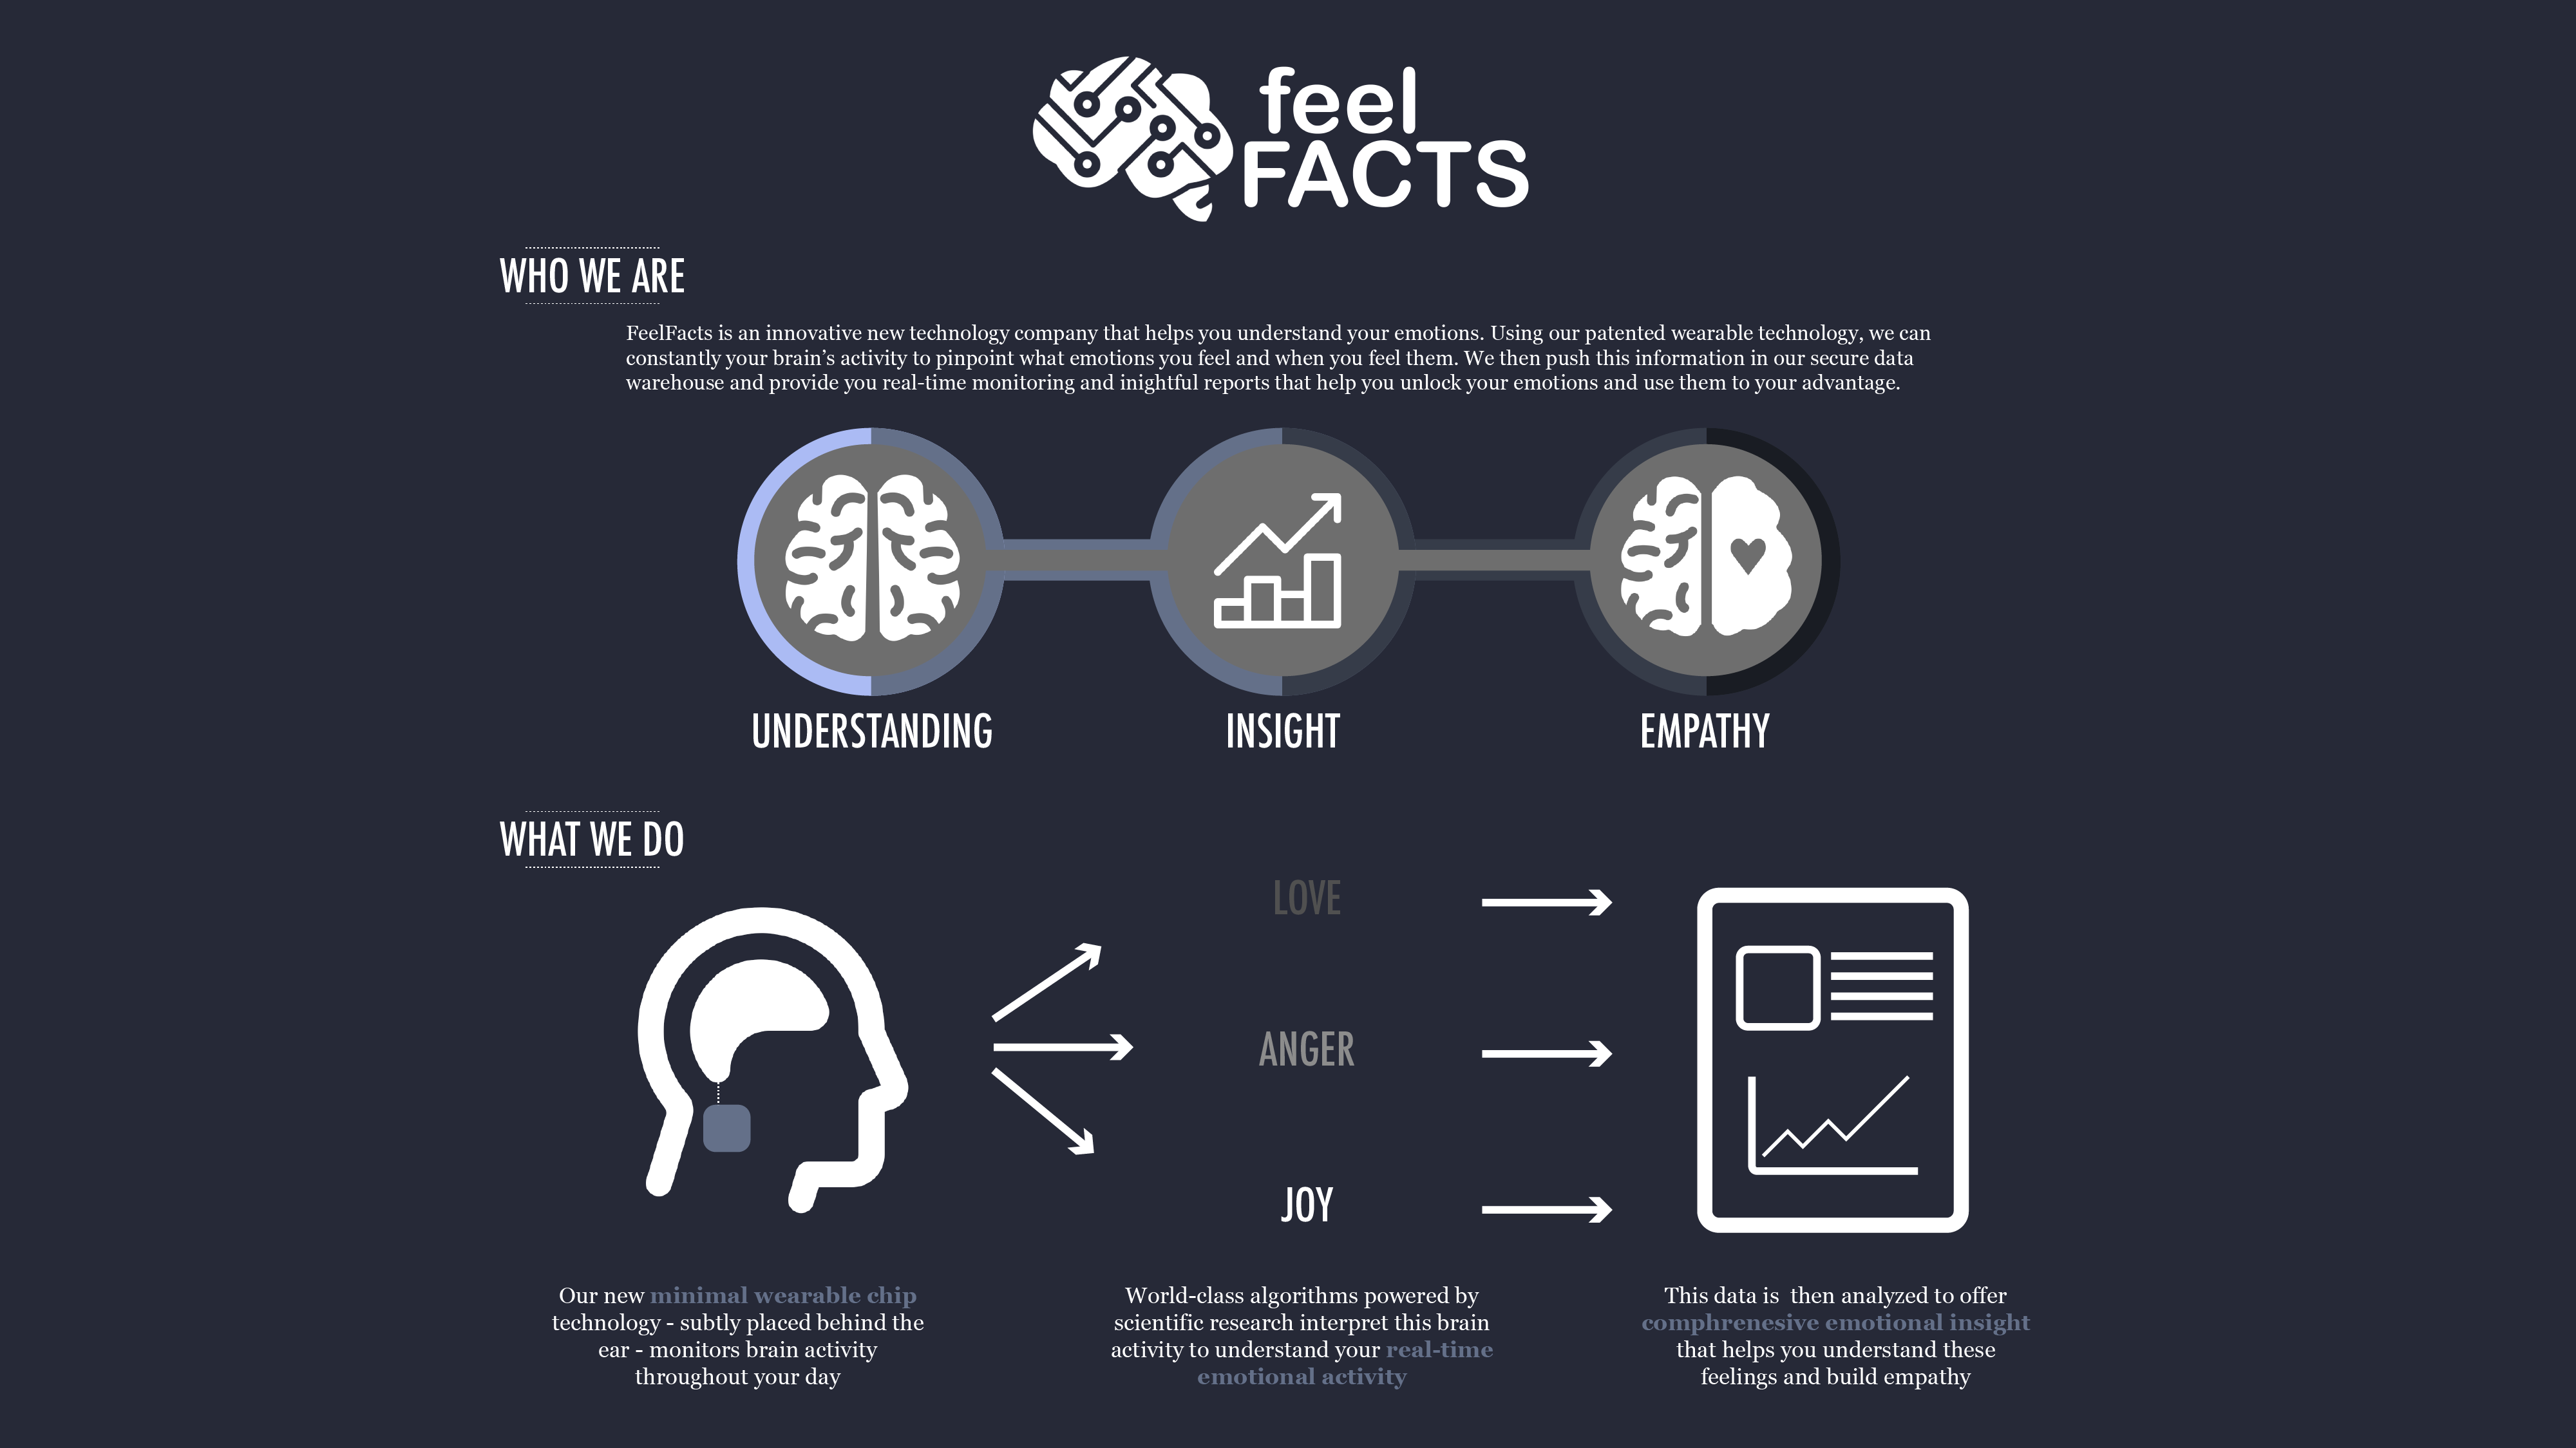 feel
FACTS
WHO WE ARE
FeelFacts is an innovative new technology company that helps you understand your emotions. Using our patented wearable technology, we can
constantly your brain’s activity to pinpoint what emotions you feel and when you feel them. We then push this information in our secure data
warehouse and provide you real-time monitoring and inightful reports that help you unlock your emotions and use them to your advantage.
UNDERSTANDING
INSIGHT
EMPATHY
WHAT WE DO
LOVE
ANGER
JOY
Our new minimal wearable chip
technology - subtly placed behind the
ear - monitors brain activity
throughout your day
World-class algorithms powered by
scientific research interpret this brain
activity to understand your real-time
emotional activity
This data is  then analyzed to offer
comphrenesive emotional insight
that helps you understand these
feelings and build empathy